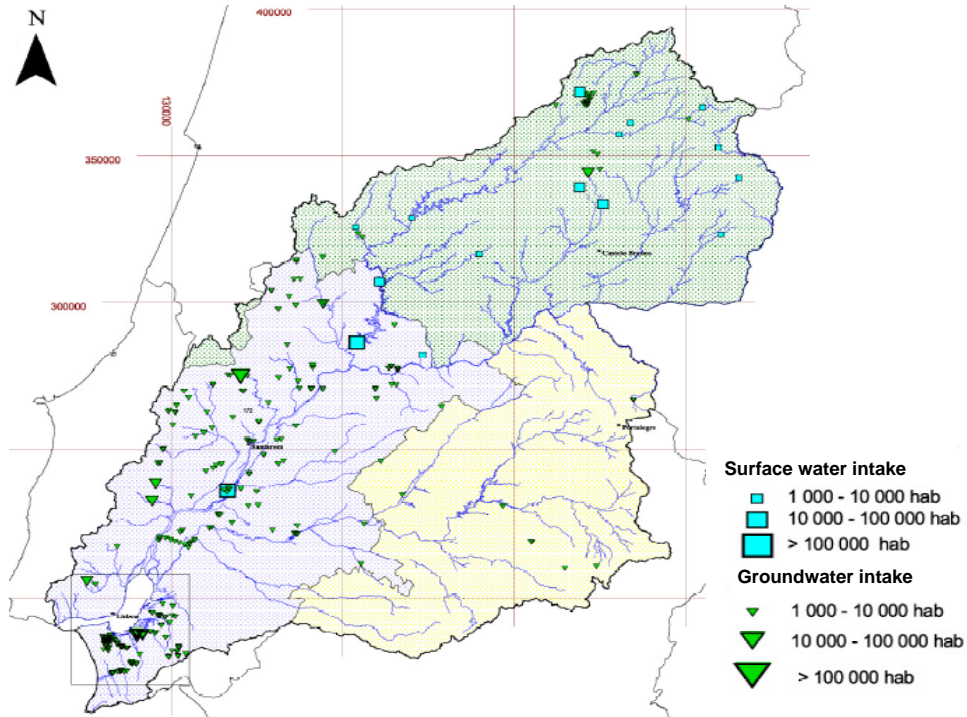 N
400000
130000
350000
Castelo Branco
300000
172
Santarem
Portalegre
Lisboa
Surface water intake
1 000 - 10 000 hab
10 000 - 100 000 hab
> 100 000 hab
Groundwater intake
1 000 - 10 000 hab
10 000 - 100 000 hab
> 100 000 hab